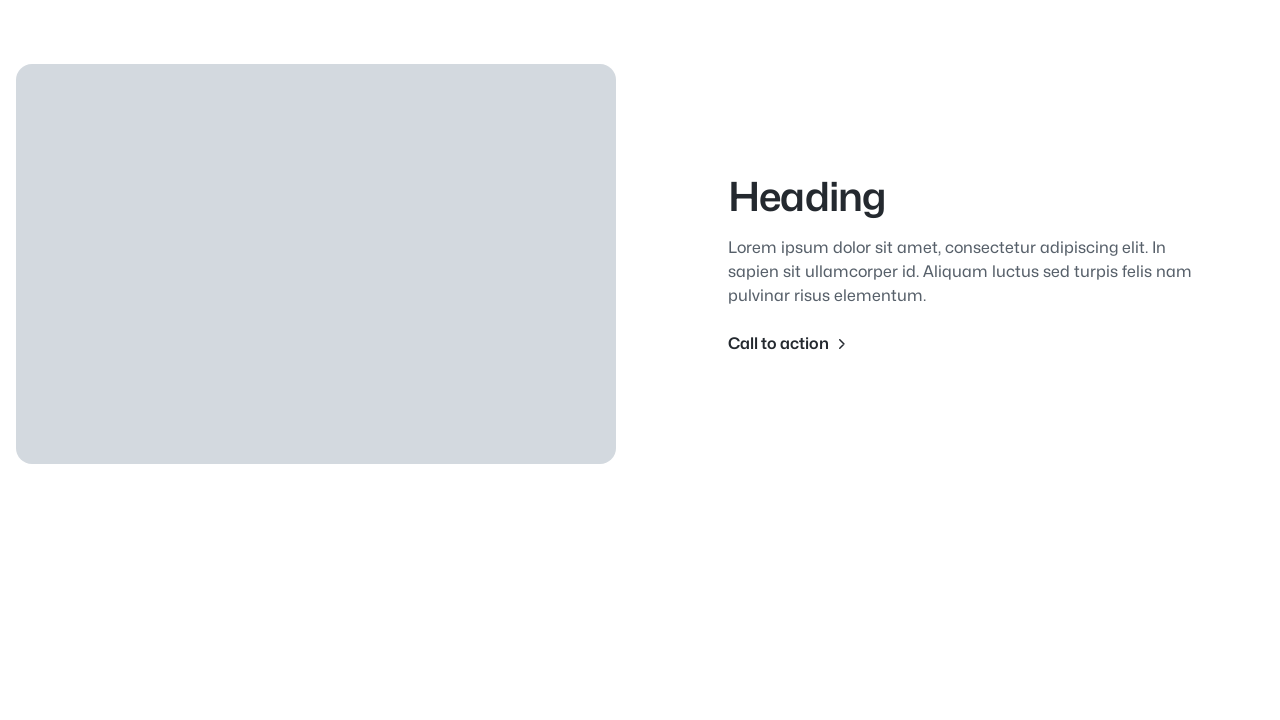 Heading
Lorem ipsum dolor sit amet, consectetur adipiscing elit. In
sapien sit ullamcorper id. Aliquam luctus sed turpis felis nam
pulvinar risus elementum.
Call to action